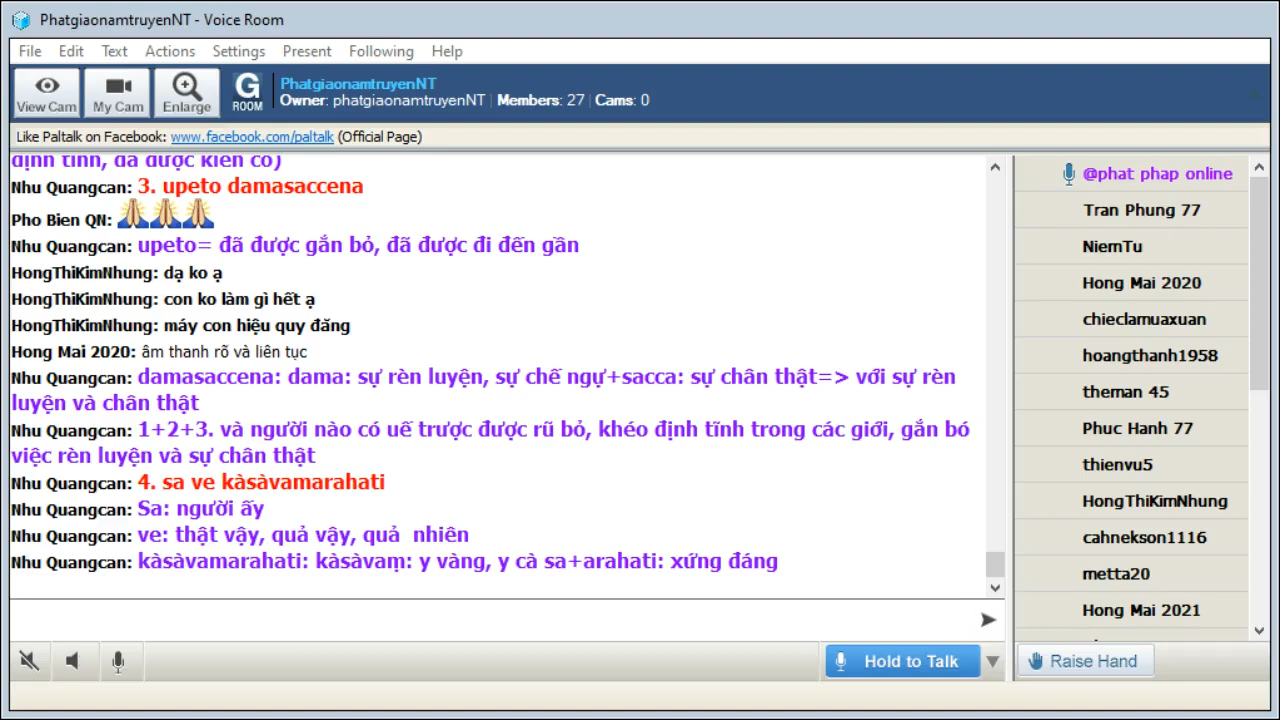 PhatgiaonamtruyenNT - Voice Room
File Edit Text Actions Settings Present Following Help
View Cam My Cam Enlarge G ROOM
PhatgiaonamtruyenNT
Owner: phatgiaonamtruyenNT | Members: 27 | Cams: 0
Like Paltalk on Facebook: www.facebook.com/paltalk (Official Page)
định tĩnh, đã được kiên cố)
Nhu Quangcan: 3. upeto damasaccena
Pho Bien QN:
Nhu Quangcan: upeto= đã được gắn bỏ, đã được đi đến gần
HongThiKimNhung: dạ ko ạ
HongThiKimNhung: con ko làm gì hết ạ
HongThiKimNhung: máy con hiệu quy đăng
Hong Mai 2020: âm thanh rõ và liên tục
Nhu Quangcan: damasaccena: dama: sự rèn luyện, sự chế ngự+sacca: sự chân thật=> với sự rèn
luyện và chân thật
Nhu Quangcan: 1+2+3. và người nào có uế trược được rũ bỏ, khéo định tĩnh trong các giới, gắn bó
việc rèn luyện và sự chân thật
Nhu Quangcan: 4. sa ve kàsàvamarahati
Nhu Quangcan: Sa: người ấy
Nhu Quangcan: ve: thật vậy, quả vậy, quả nhiên
Nhu Quangcan: kàsàvamarahati: kàsàvaṃ: y vàng, y cà sa+arahati: xứng đáng
@phat phap online
Tran Phung 77
NiemTu
Hong Mai 2020
chieclamuaxuan
hoangthanh1958
theman 45
Phuc Hanh 77
thienvu5
HongThiKimNhung
cahnekson1116
metta20
Hong Mai 2021
Hold to Talk
Raise Hand